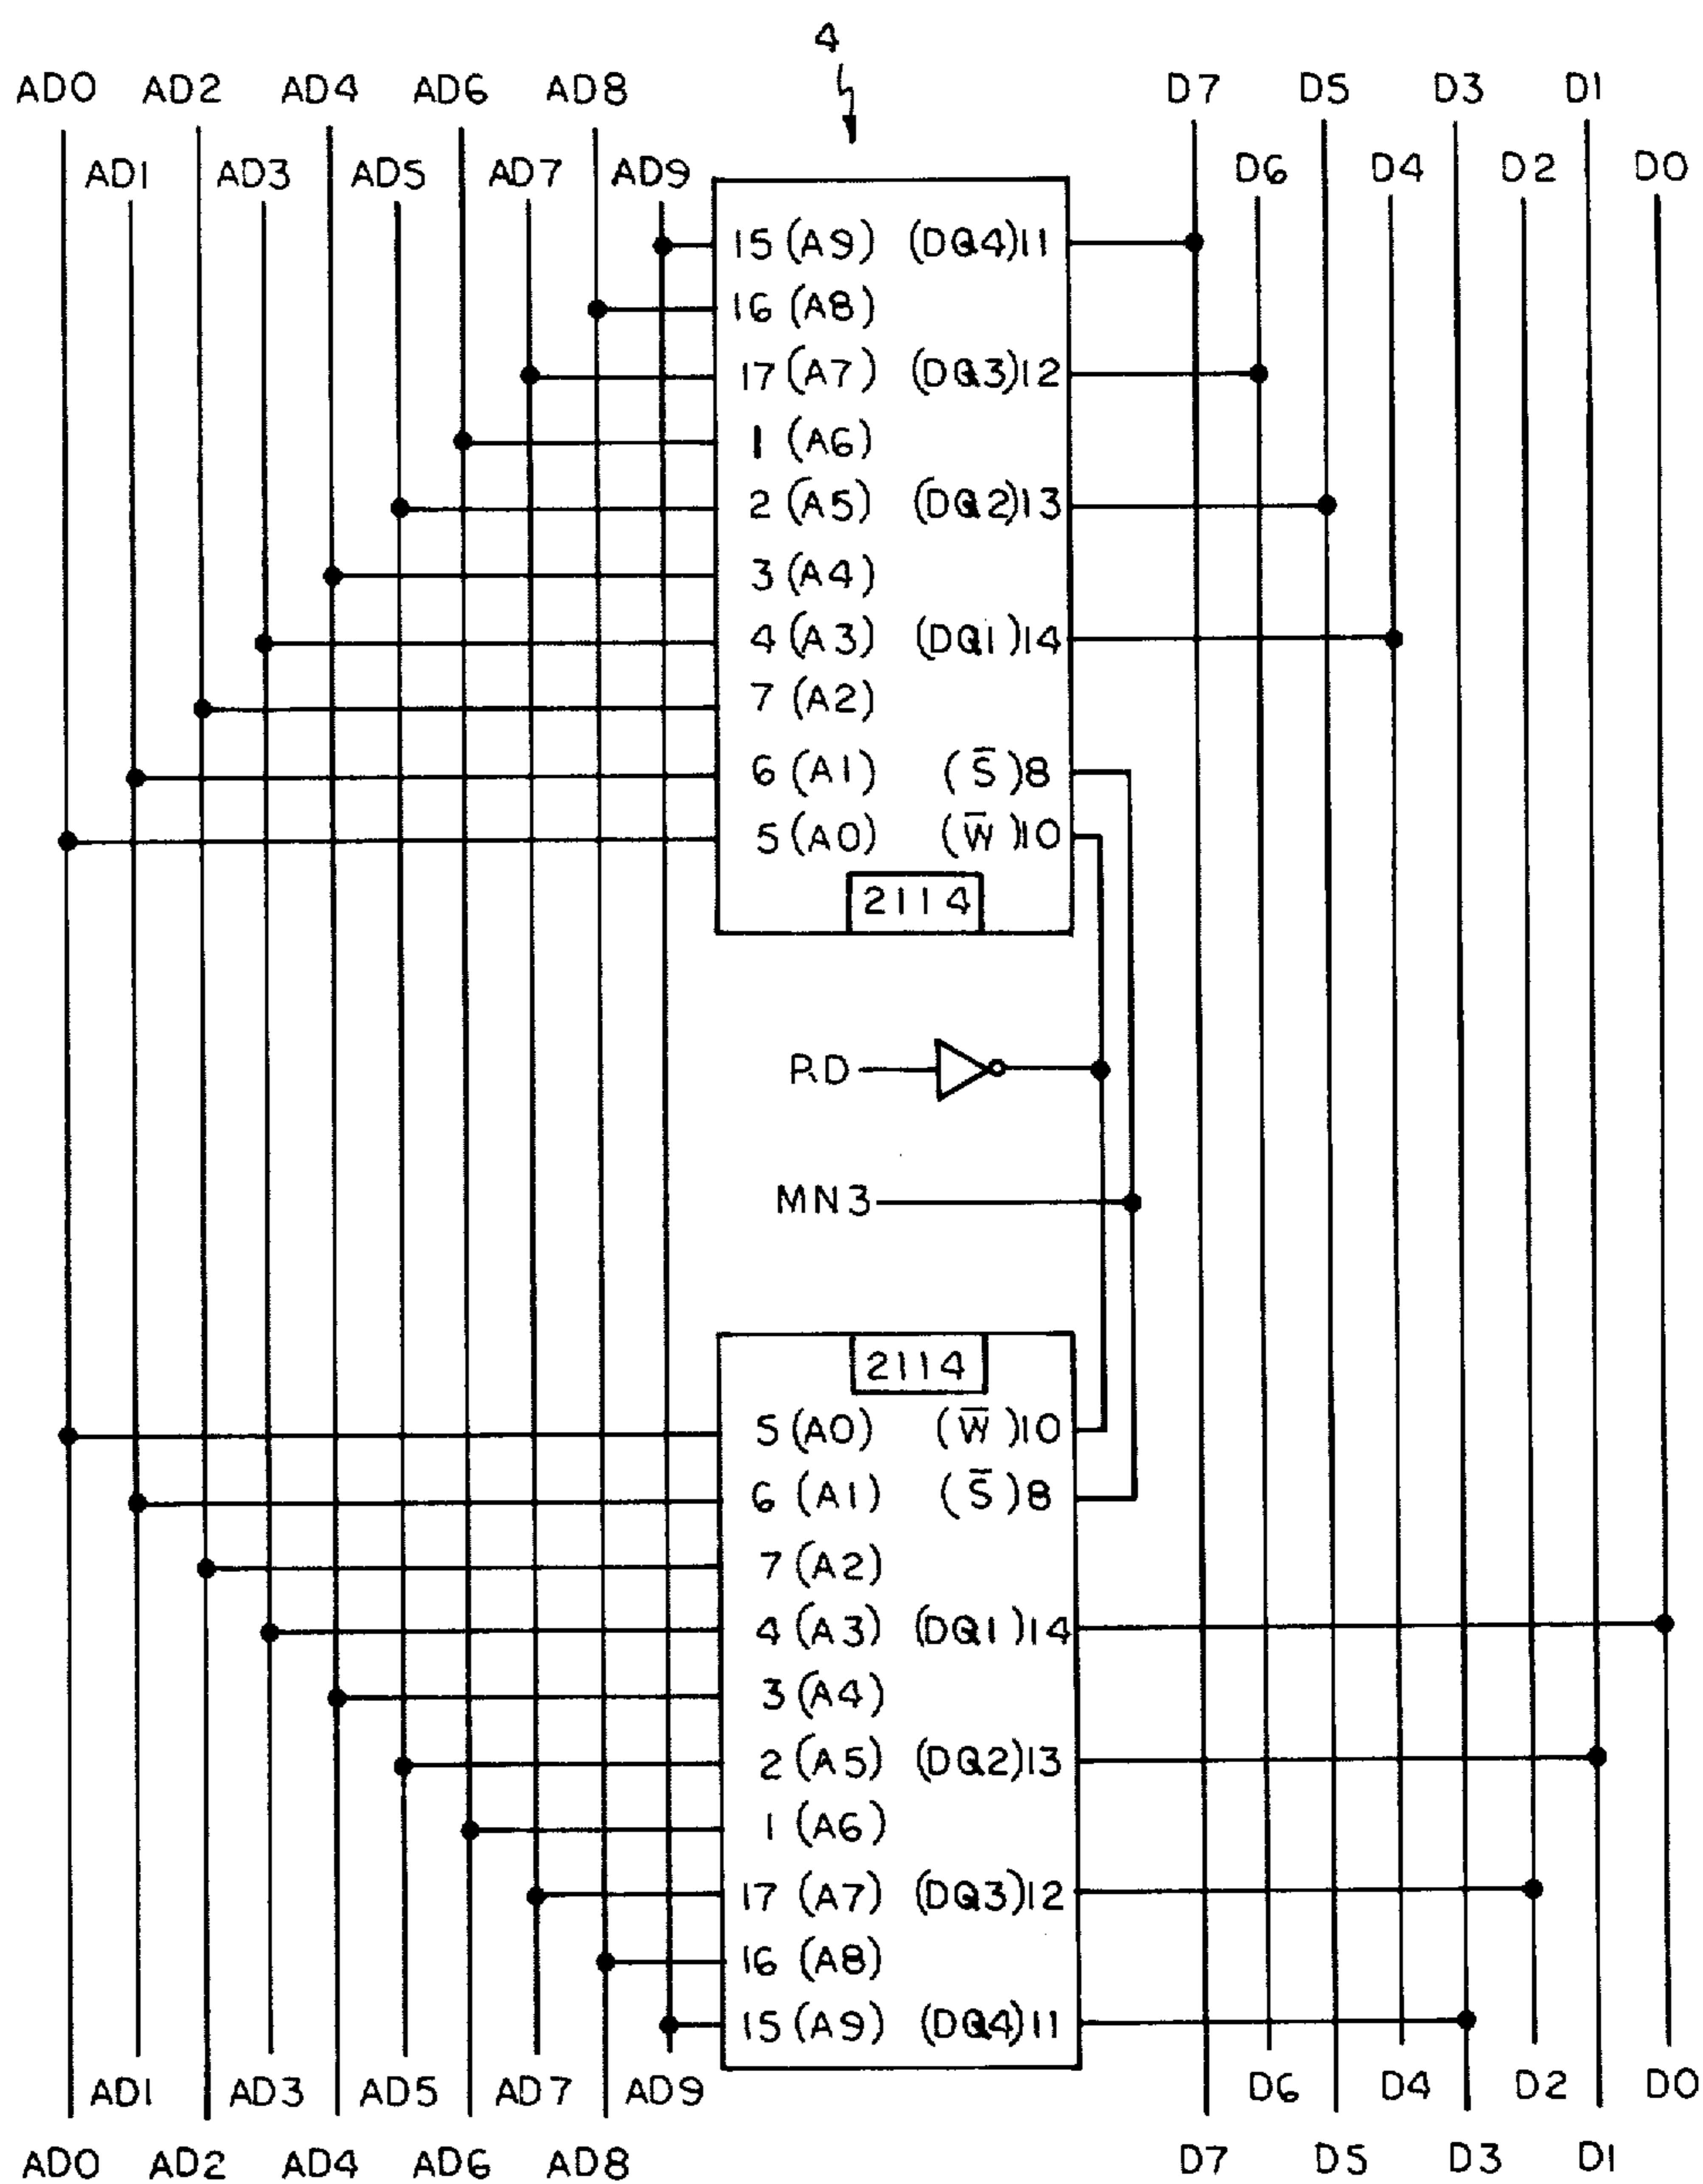 4
AD0 AD2 AD4 AD6 AD8 D7 D5 D3 D1
AD1 AD3 AD5 AD7 AD9 D6 D4 D2 D0
15 (A9) (DQ4) 11
16 (A8)
17 (A7) (DQ3) 12
1 (A6)
2 (A5) (DQ2) 13
3 (A4)
4 (A3) (DQ1) 14
7 (A2)
6 (A1) (S̅) 8
5 (A0) (W̅) 10
2114
RD
MN3
2114
5 (A0) (W̅) 10
6 (A1) (S̅) 8
7 (A2)
4 (A3) (DQ1) 14
3 (A4)
2 (A5) (DQ2) 13
1 (A6)
17 (A7) (DQ3) 12
16 (A8)
15 (A9) (DQ4) 11
AD1 AD3 AD5 AD7 AD9 D6 D4 D2 D0
AD0 AD2 AD4 AD6 AD8 D7 D5 D3 D1